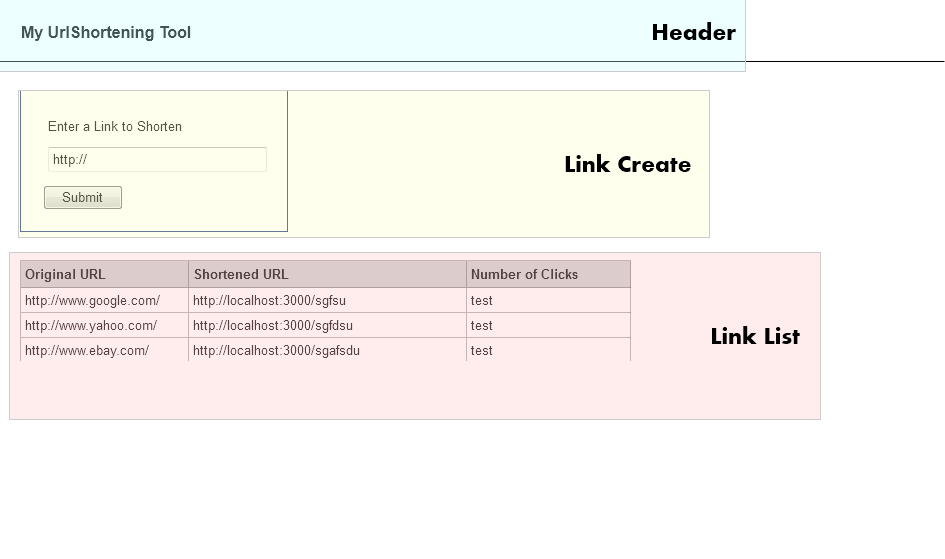 My UrlShortening Tool
Header
Enter a Link to Shorten
http://
Submit
Link Create
Original URL Shortened URL Number of Clicks
http://www.google.com/ http://localhost:3000/sgfsu test
http://www.yahoo.com/ http://localhost:3000/sgfdsu test
http://www.ebay.com/ http://localhost:3000/sgafsdu test
Link List